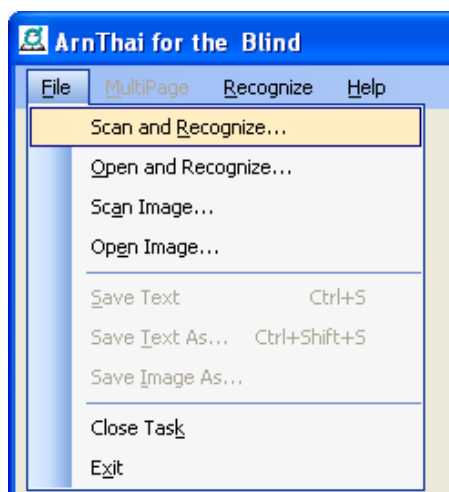 ArnThai for the Blind
File MultiPage Recognize Help
Scan and Recognize...
Open and Recognize...
Scan Image...
Open Image...
Save Text Ctrl+S
Save Text As... Ctrl+Shift+S
Save Image As...
Close Task
Exit